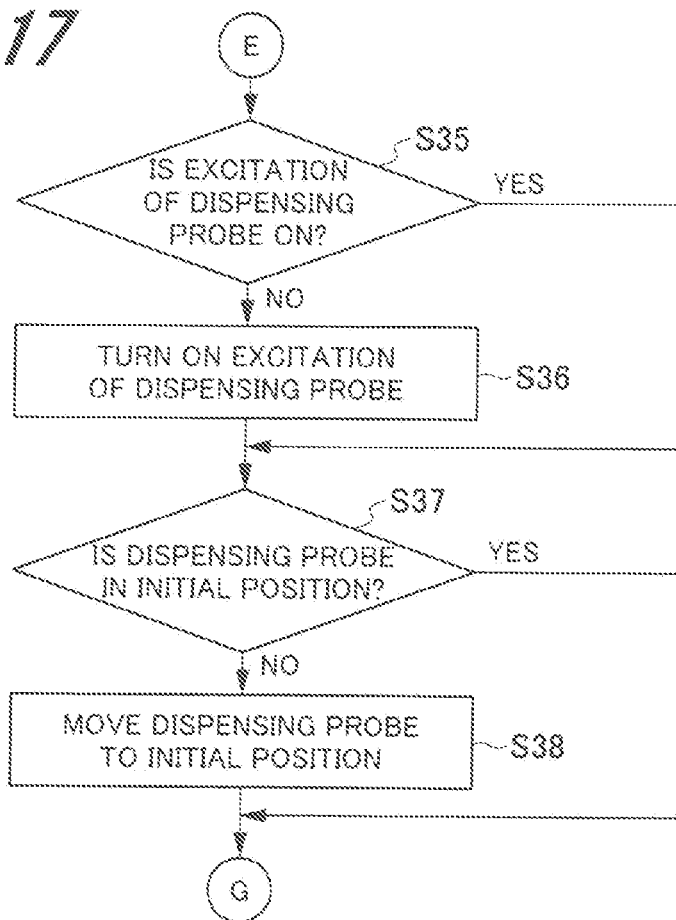 17
E
S35
IS EXCITATION
OF DISPENSING
PROBE ON?
YES
NO
TURN ON EXCITATION
OF DISPENSING PROBE
S36
S37
IS DISPENSING PROBE
IN INITIAL POSITION?
YES
NO
MOVE DISPENSING PROBE
TO INITIAL POSITION
S38
G